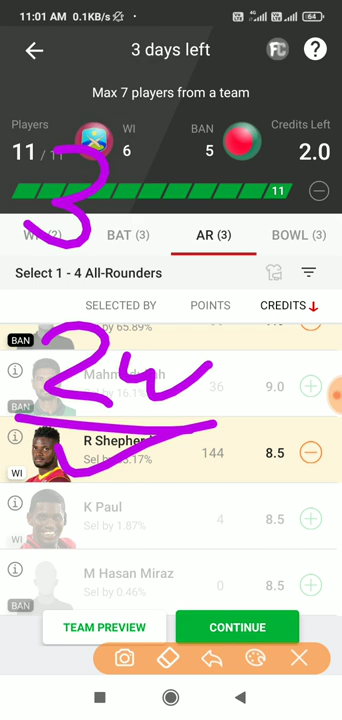 11:01 AM 0.1KB/s 4G 64
3 days left FC ?
Max 7 players from a team
Players WI BAN Credits Left
11 / 11 6 5 2.0
11
3
BAT (3) AR (3) BOWL (3)
Select 1 - 4 All-Rounders
SELECTED BY POINTS CREDITS
BAN Sel by 65.89%
2w
BAN 36 9.0
R Shepherd
WI 144 8.5
K Paul
WI Sel by 1.87% 4 8.5
M Hasan Miraz
BAN Sel by 0.46% 0 8.5
TEAM PREVIEW CONTINUE